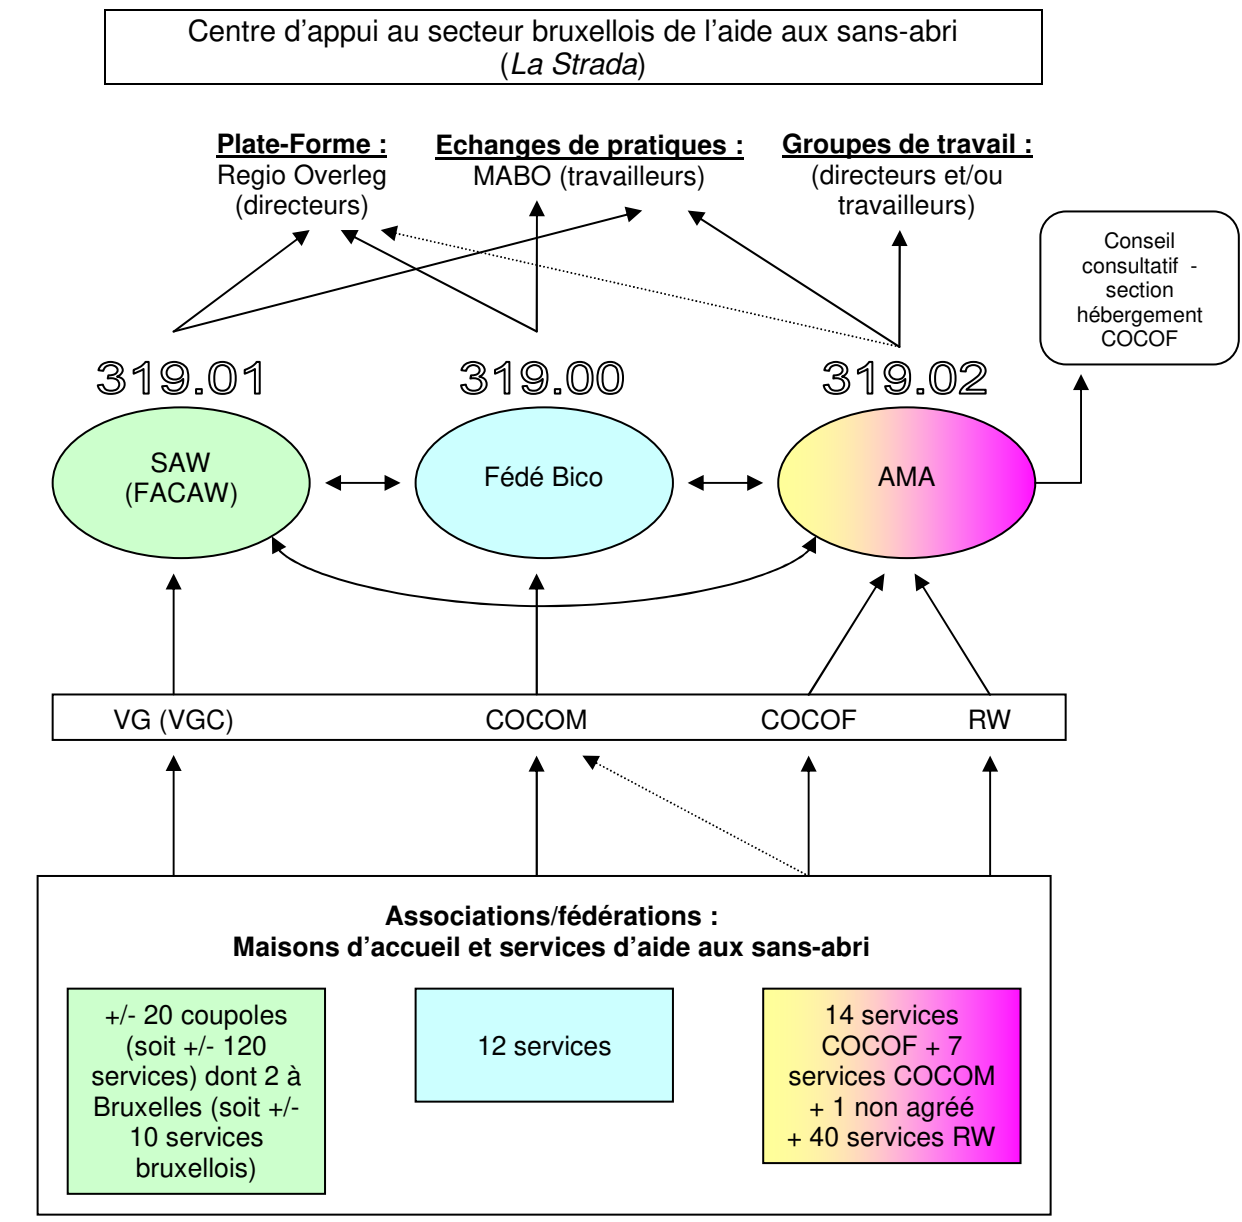 Centre d'appui au secteur bruxellois de l'aide aux sans-abri
(La Strada)
Plate-Forme :
Regio Overleg
(directeurs)
Echanges de pratiques :
MABO (travailleurs)
Groupes de travail :
(directeurs et/ou
travailleurs)
Conseil
consultatif -
section
hébergement
COCOF
319.01
319.00
319.02
SAW
(FACAW)
Fédé Bico
AMA
VG (VGC)
COCOM
COCOF
RW
Associations/fédérations :
Maisons d'accueil et services d'aide aux sans-abri
+/- 20 coupoles
(soit +/- 120
services) dont 2 à
Bruxelles (soit +/-
10 services
bruxellois)
12 services
14 services
COCOF + 7
services COCOM
+ 1 non agréé
+ 40 services RW